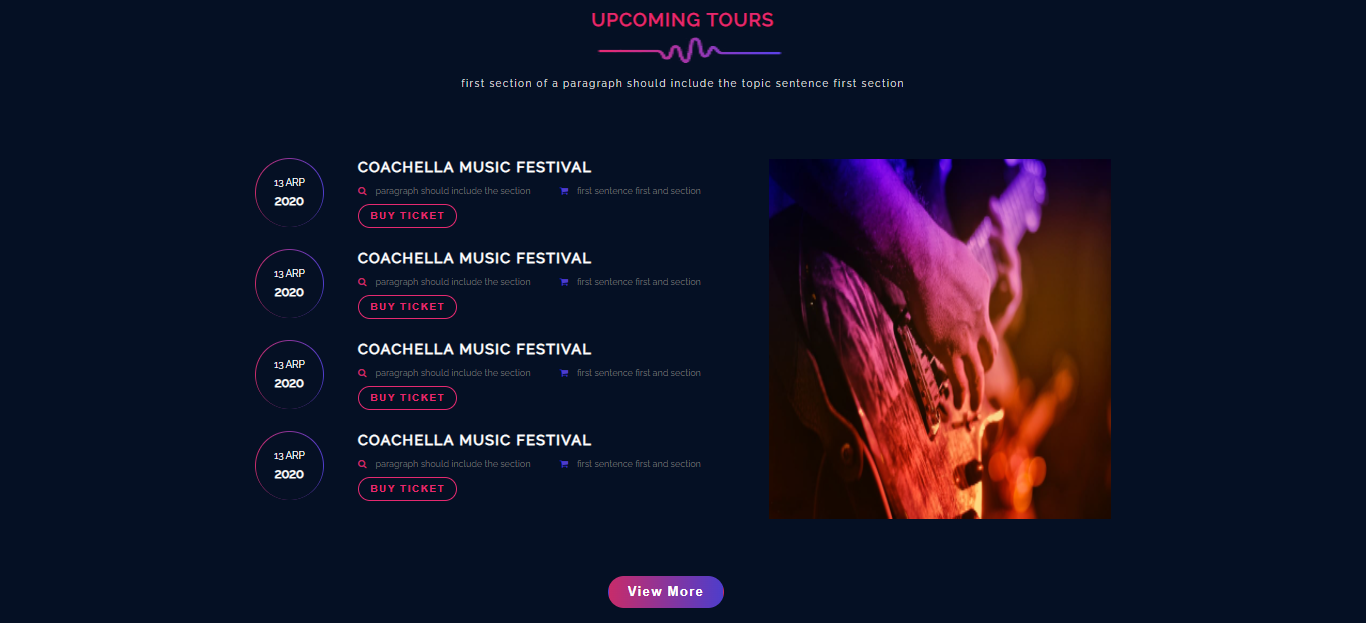 UPCOMING TOURS
first section of a paragraph should include the topic sentence first section
13 ARP
2020
COACHELLA MUSIC FESTIVAL
paragraph should include the section first sentence first and section
BUY TICKET
13 ARP
2020
COACHELLA MUSIC FESTIVAL
paragraph should include the section first sentence first and section
BUY TICKET
13 ARP
2020
COACHELLA MUSIC FESTIVAL
paragraph should include the section first sentence first and section
BUY TICKET
13 ARP
2020
COACHELLA MUSIC FESTIVAL
paragraph should include the section first sentence first and section
BUY TICKET
View More